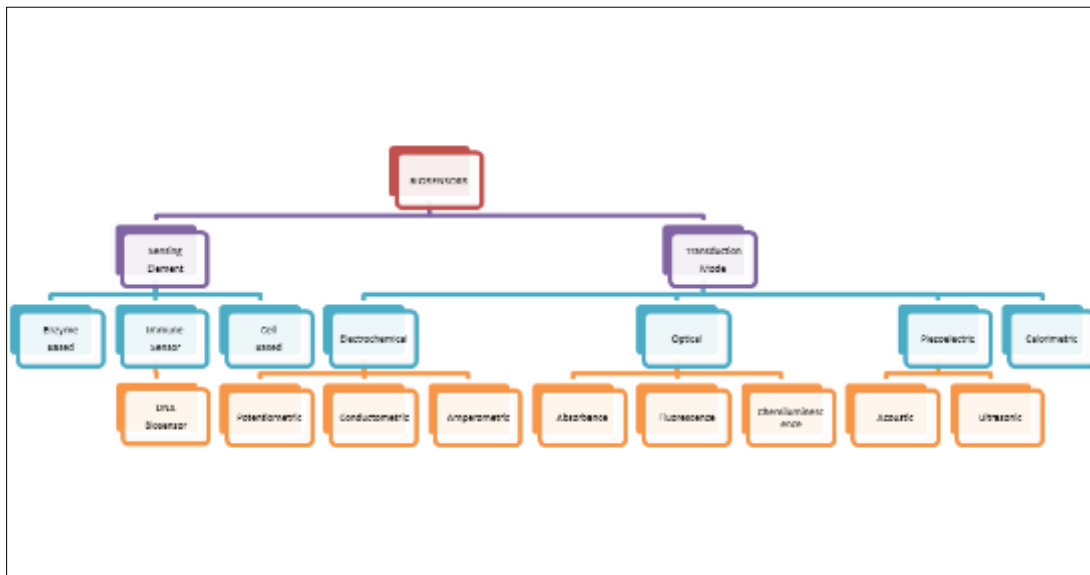 BIOSENSORS
Sensing
Element
Transduction
Mode
Enzyme
Based
Immune
Sensor
Cell
Based
Electrochemical
Optical
Piezoelectric
Calorimetric
DNA
Biosensor
Potentiometric
Conductometric
Amperometric
Absorbance
Fluorescence
Chemiluminesc
ence
Acoustic
Ultrasonic